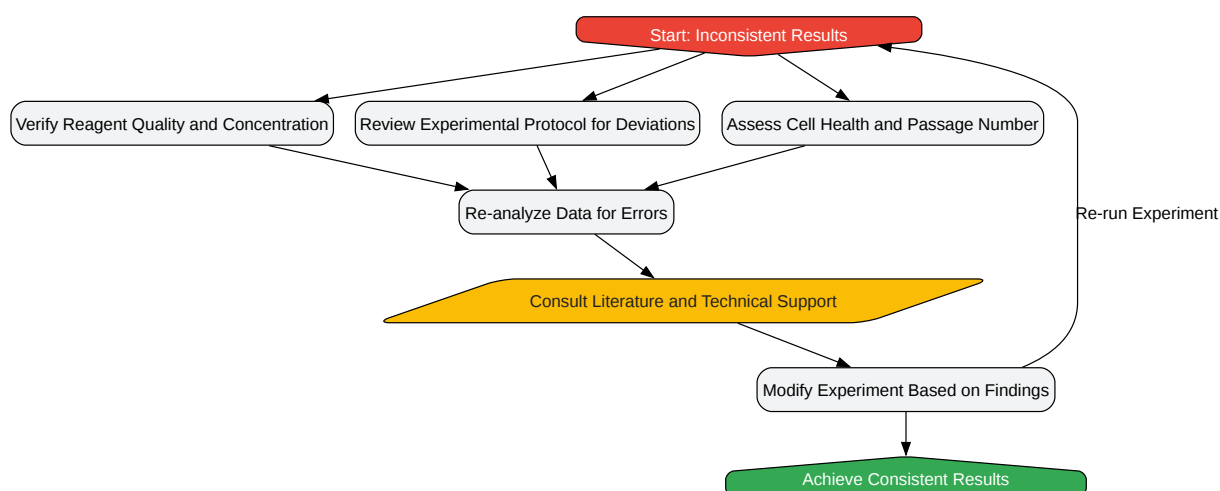 Start: Inconsistent Results
Verify Reagent Quality and Concentration
Review Experimental Protocol for Deviations
Assess Cell Health and Passage Number
Re-analyze Data for Errors
Re-run Experiment
Consult Literature and Technical Support
Modify Experiment Based on Findings
Achieve Consistent Results